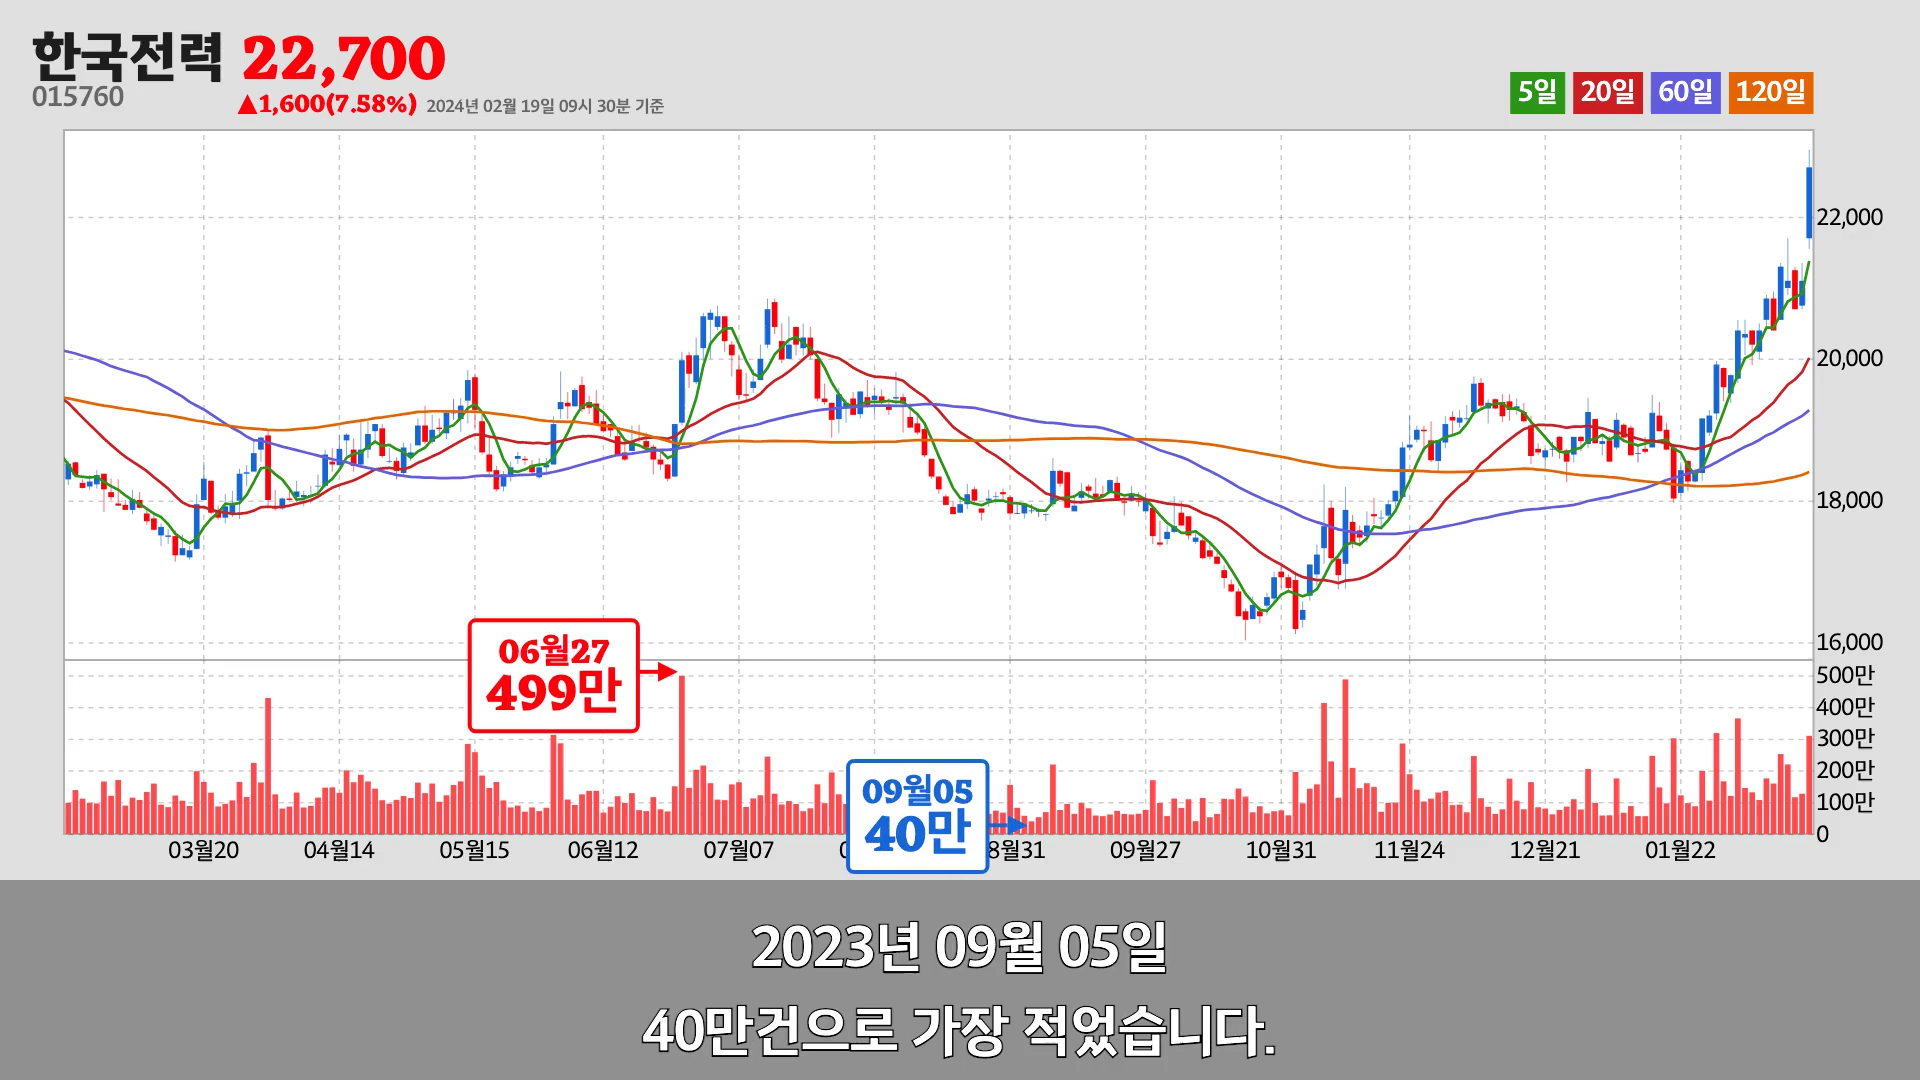 한국전력 22,700
015760
▲1,600(7.58%) 2024년 02월 19일 09시 30분 기준
5일 20일 60일 120일
22,000
20,000
18,000
16,000
06월27
499만
500만
400만
300만
200만
100만
0
09월05
40만
03월20 04월14 05월15 06월12 07월07 8월31 09월27 10월31 11월24 12월21 01월22
2023년 09월 05일
40만건으로 가장 적었습니다.